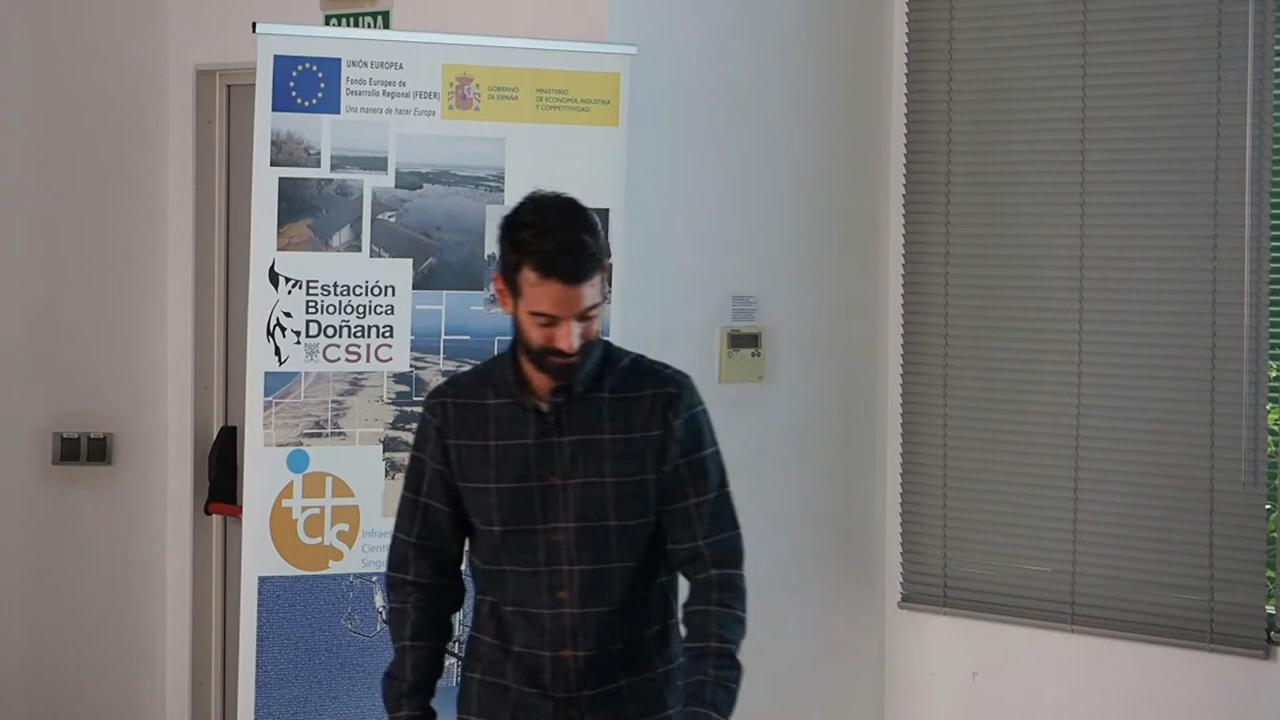 SALIDA
UNIÓN EUROPEA
Fondo Europeo de
Desarrollo Regional (FEDER)
Una manera de hacer Europa
GOBIERNO
DE ESPAÑA
MINISTERIO
DE ECONOMÍA, INDUSTRIA
Y COMPETITIVIDAD
Estación
Biológica
Doñana
CSIC
icts
Infraes
Cientí
Singu